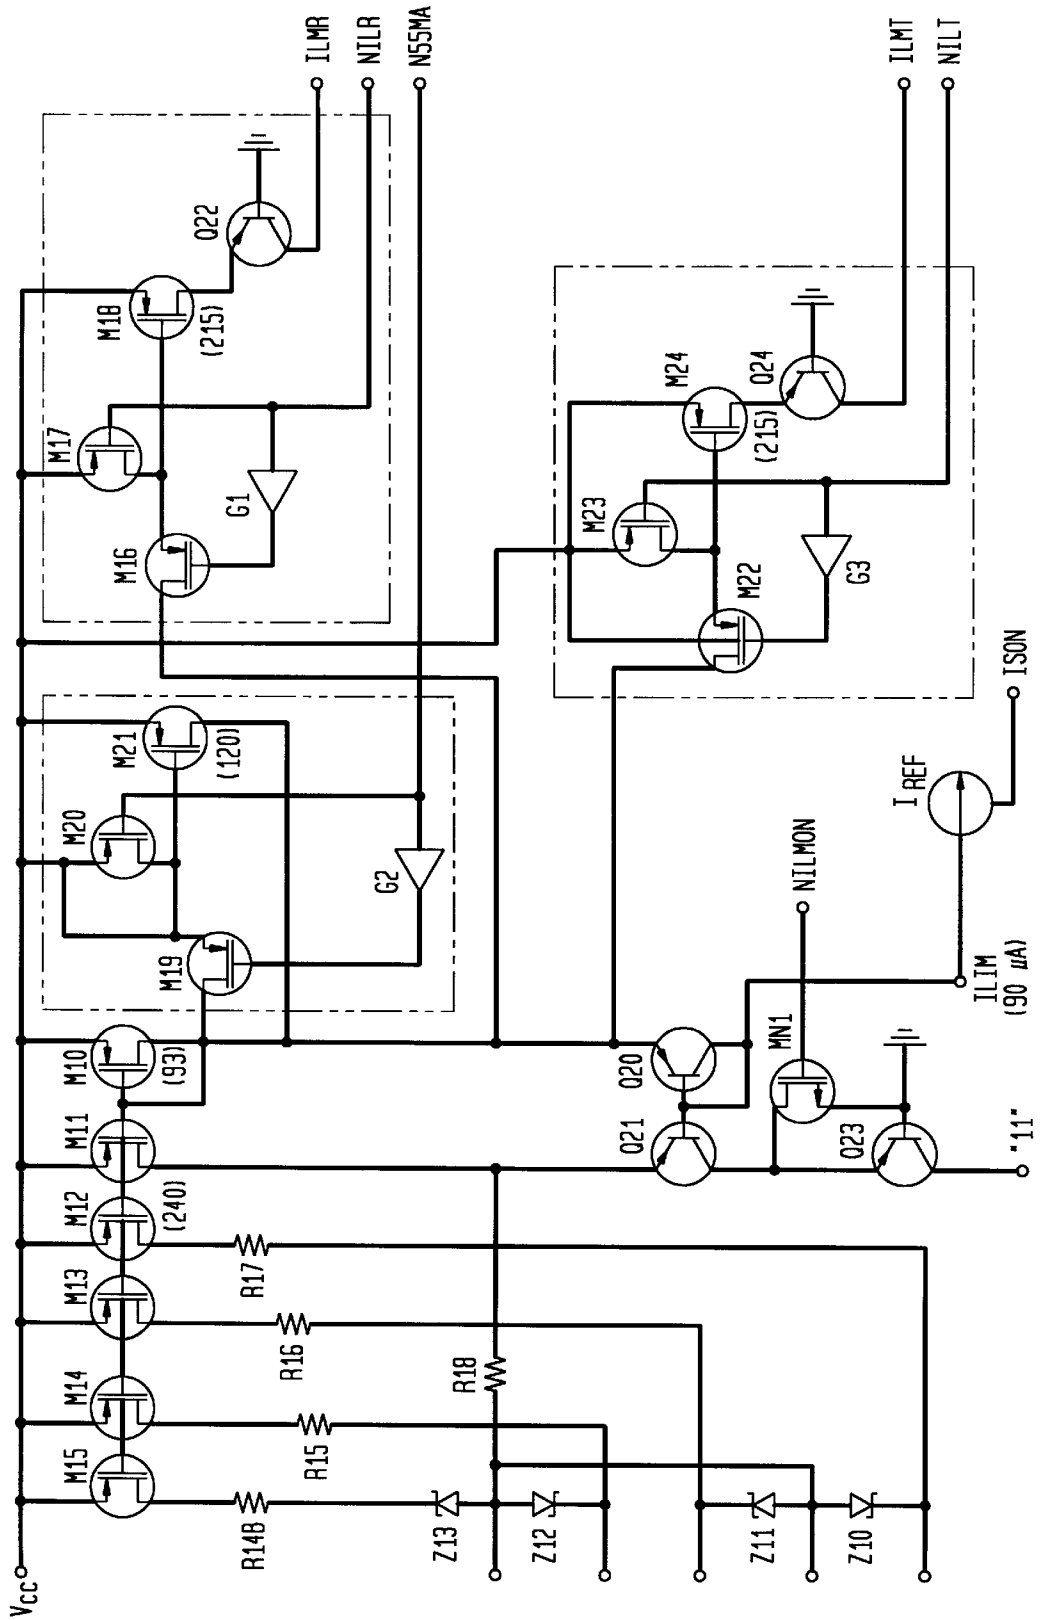 ILMR
NILR
N55MA
ILMT
NILT
Q22
M18
(215)
M17
G1
M16
M24
(215)
Q24
M23
M22
G3
M21
(120)
M20
M19
G2
ISON
I REF
NILMON
ILIM
(90 µA)
M10
(93)
M11
M12
(240)
M13
M14
M15
Q20
Q21
MN1
Q23
"11"
R17
R16
R15
R14B
R18
Z13
Z12
Z11
Z10
VCC